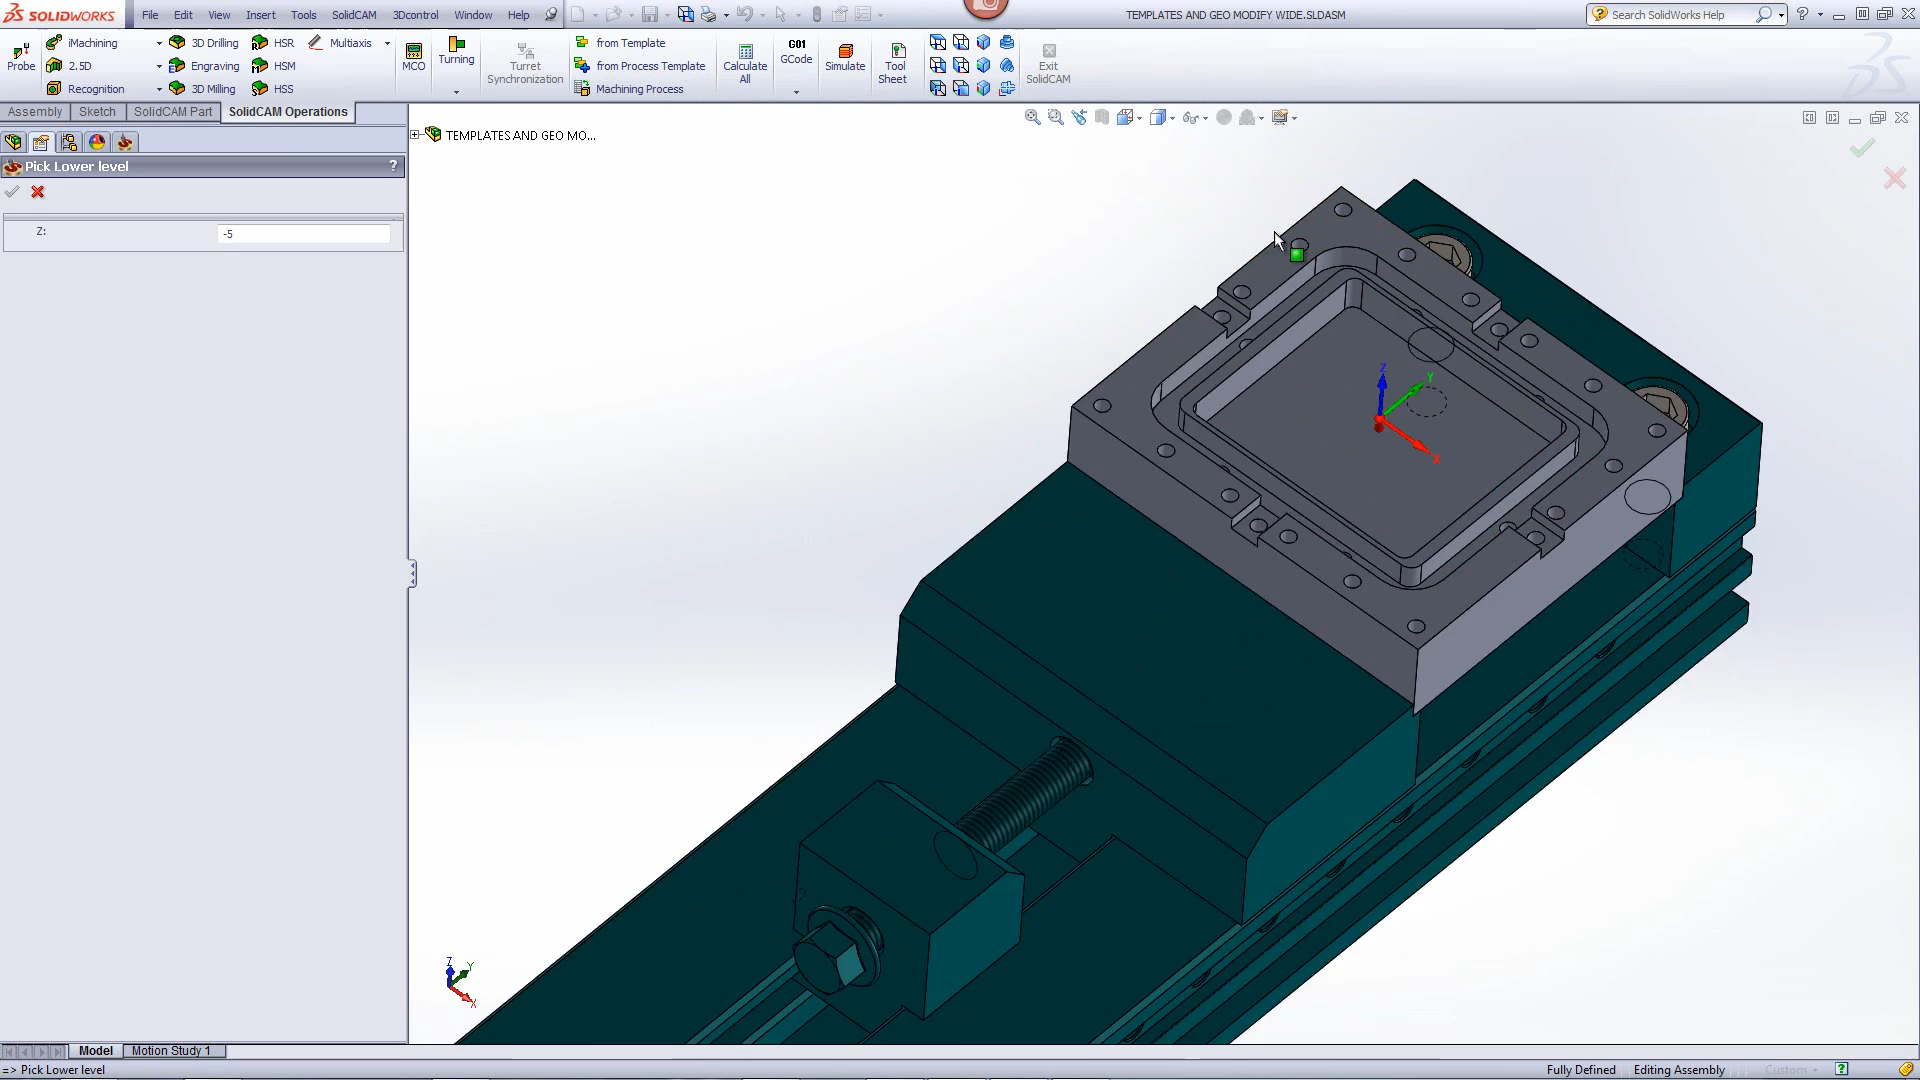 SOLIDWORKS File Edit View Insert Tools SolidCAM 3Dcontrol Window Help TEMPLATES AND GEO MODIFY WIDE.SLDASM Search SolidWorks Help
iMachining 3D Drilling HSR Multiaxis from Template G01
Probe 2.5D Engraving HSM MCO Turning Turret Synchronization from Process Template Calculate All GCode Simulate Tool Sheet Exit SolidCAM
Recognition 3D Milling HSS Machining Process
Assembly Sketch SolidCAM Part SolidCAM Operations
TEMPLATES AND GEO MO...
Pick Lower level ?
Z: -5
Z Y X
Z Y X
Model Motion Study 1
=> Pick Lower level Fully Defined Editing Assembly Custom